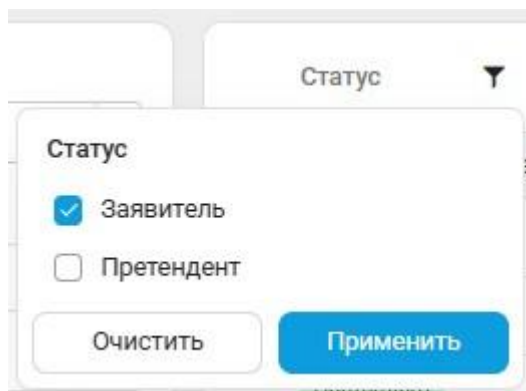 Статус
Статус
Заявитель
Претендент
Очистить
Применить